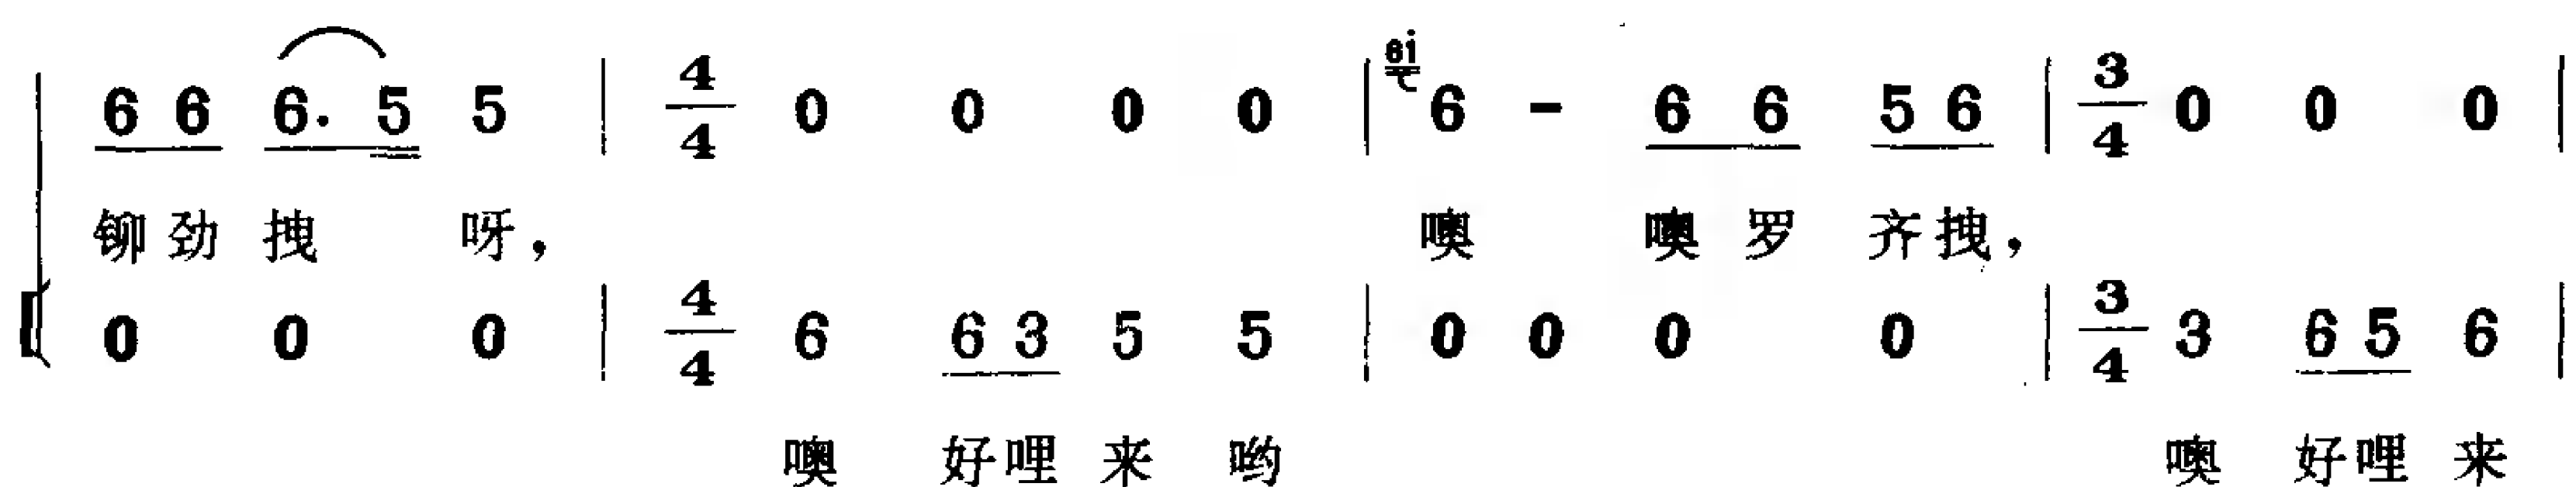 6 6 6. 5 5 | 4/4 0 0 0 0 | 6i 6 - 6 6 5 6 | 3/4 0 0 0 |
铆劲拽 呀， 噢 噢罗 齐拽，
0 0 0 | 4/4 6 6 3 5 5 | 0 0 0 0 | 3/4 3 6 5 6 |
噢 好哩来 哟 噢 好哩来